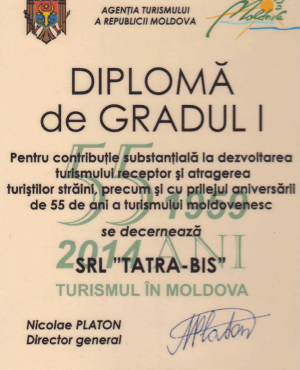 AGENȚIA TURISMULUI
A REPUBLICII MOLDOVA
Moldova
DIPLOMĂ
de GRADUL I
Pentru contribuție substanțială la dezvoltarea
turismului receptor și atragerea
turiștilor străini, precum și cu prilejul aniversării
de 55 de ani a turismului moldovenesc
55 1959
se decernează
2014 ANI
SRL "TATRA-BIS"
TURISMUL ÎN MOLDOVA
Nicolae PLATON
Director general